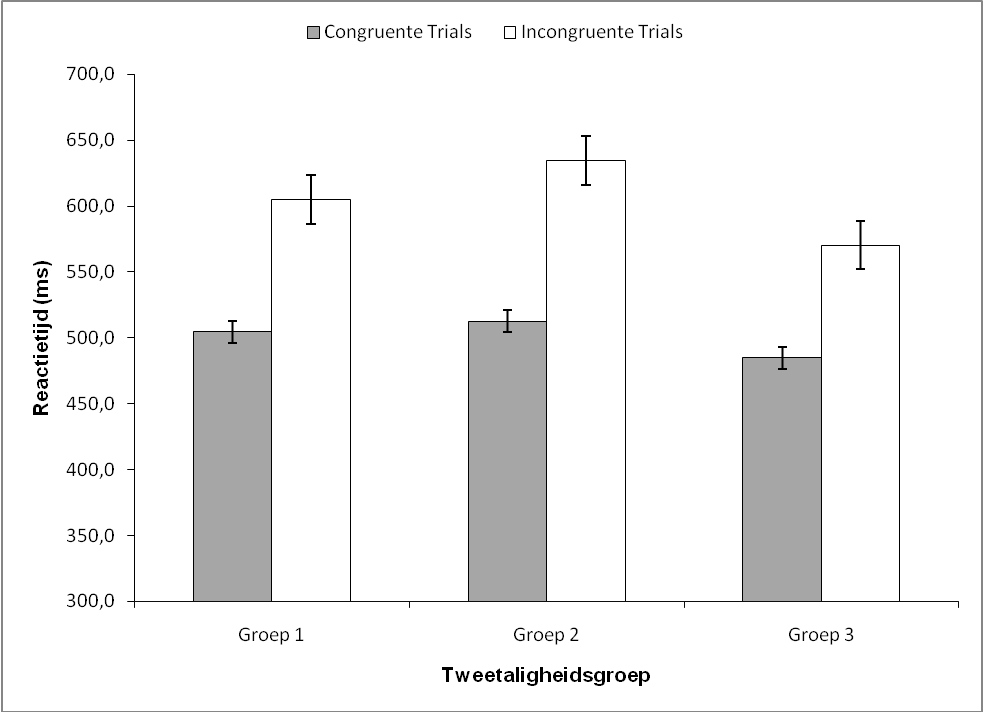 Congruente Trials Incongruente Trials
700,0
650,0
600,0
550,0
500,0
450,0
400,0
350,0
300,0
Reactietijd (ms)
Groep 1 Groep 2 Groep 3
Tweetaligheidsgroep